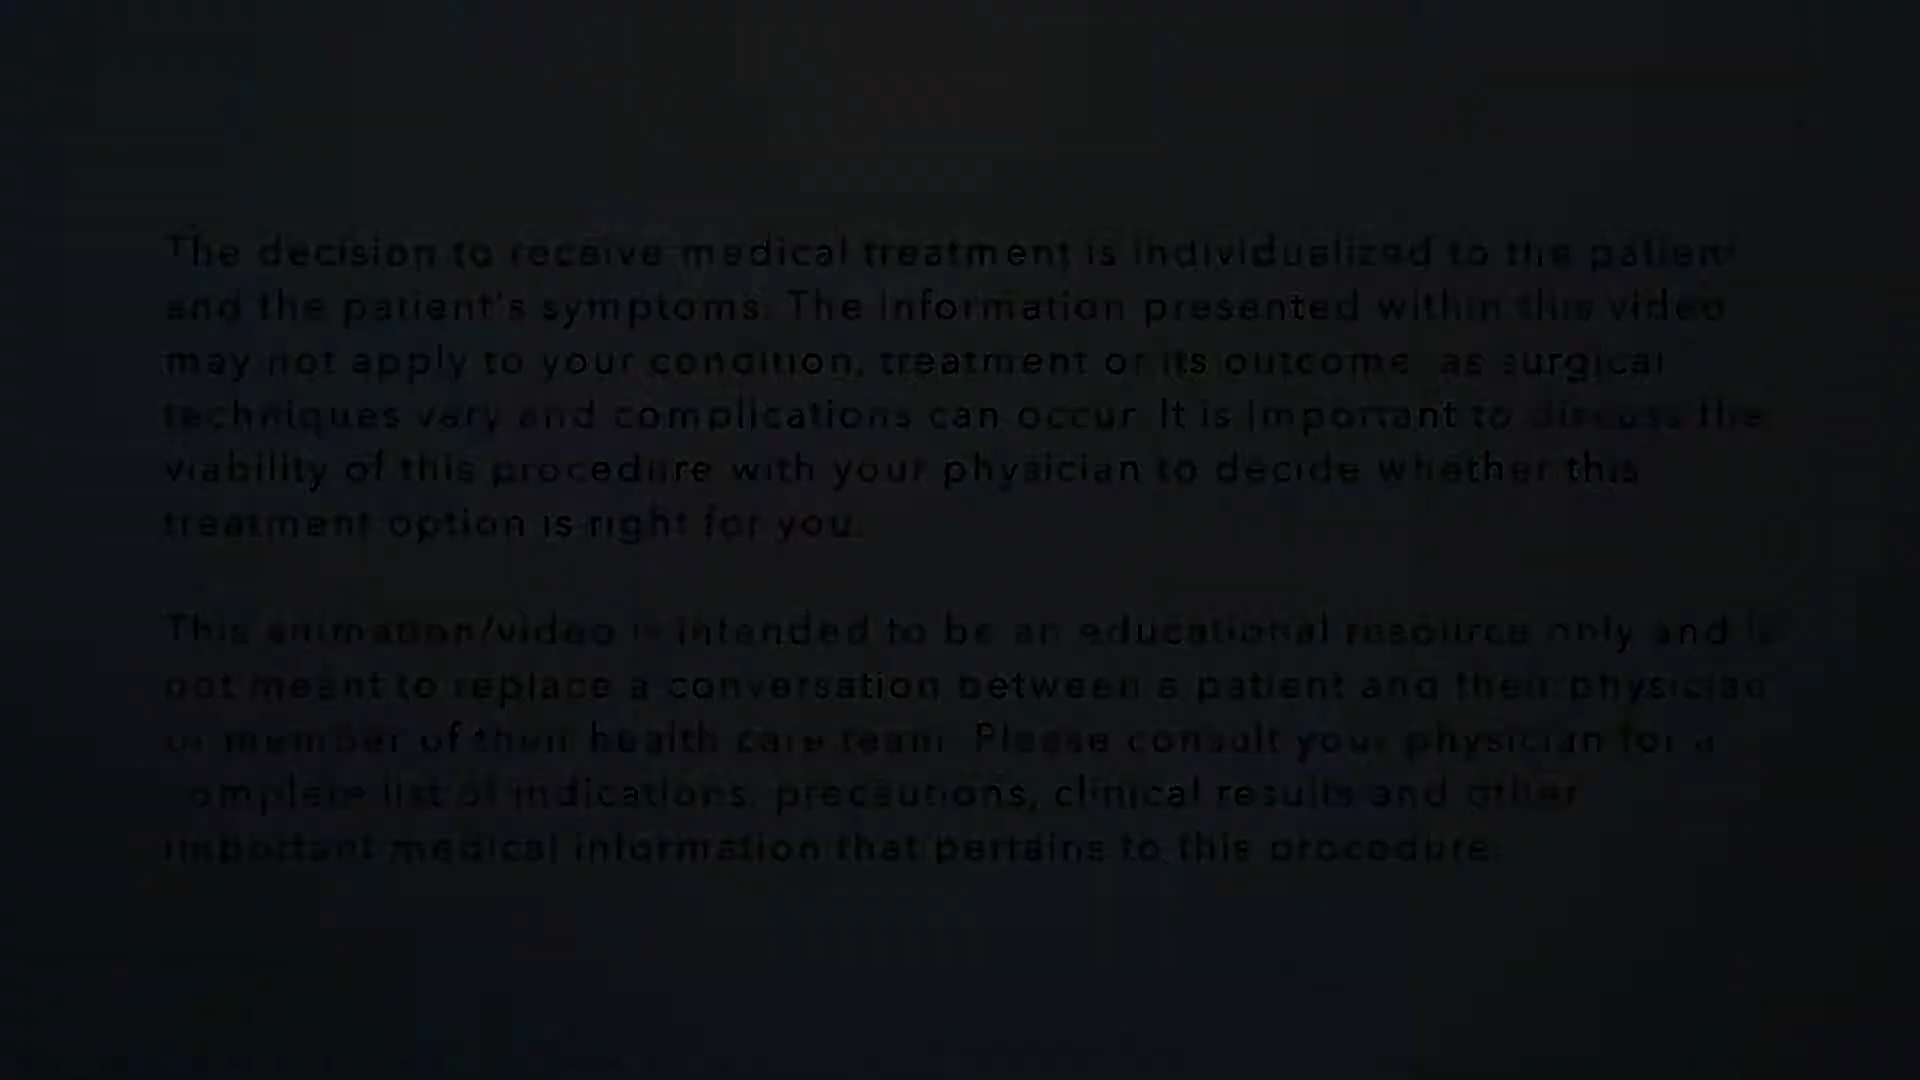 The decision to receive medical treatment is individualized to the patient
and the patient's symptoms. The information presented within this video
may not apply to your condition, treatment or its outcome, as surgical
techniques vary and complications can occur. It is important to discuss the
viability of this procedure with your physician to decide whether this
treatment option is right for you.
This animation/video is intended to be an educational resource only and is
not meant to replace a conversation between a patient and their physician
or member of their health care team. Please consult your physician for a
complete list of indications, precautions, clinical results and other
important medical information that pertains to this procedure.